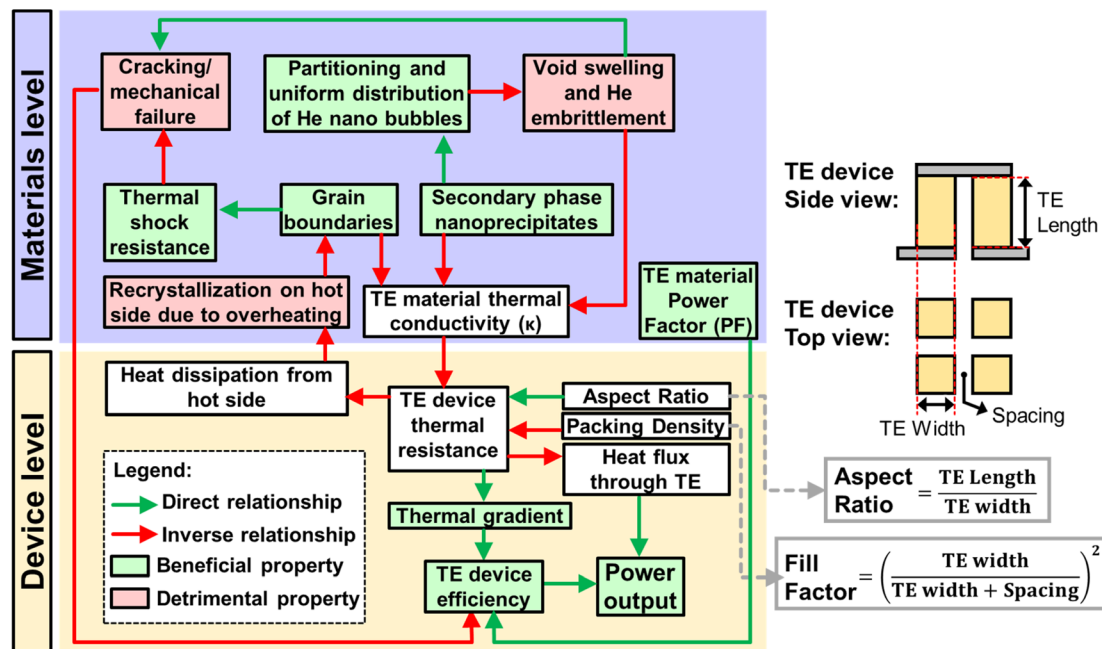 Materials level
Cracking/
mechanical
failure
Partitioning and
uniform distribution
of He nano bubbles
Void swelling
and He
embrittlement
Thermal
shock
resistance
Grain
boundaries
Secondary phase
nanoprecipitates
Recrystallization on hot
side due to overheating
TE material thermal
conductivity (κ)
TE material
Power
Factor (PF)
Device level
Heat dissipation from
hot side
TE device
thermal
resistance
Aspect Ratio
Packing Density
Heat flux
through TE
Thermal gradient
TE device
efficiency
Power
output
Legend:
Direct relationship
Inverse relationship
Beneficial property
Detrimental property
TE device
Side view:
TE
Length
TE device
Top view:
TE Width
Spacing
Aspect Ratio = TE Length / TE width
Fill Factor = (TE width / TE width + Spacing)²